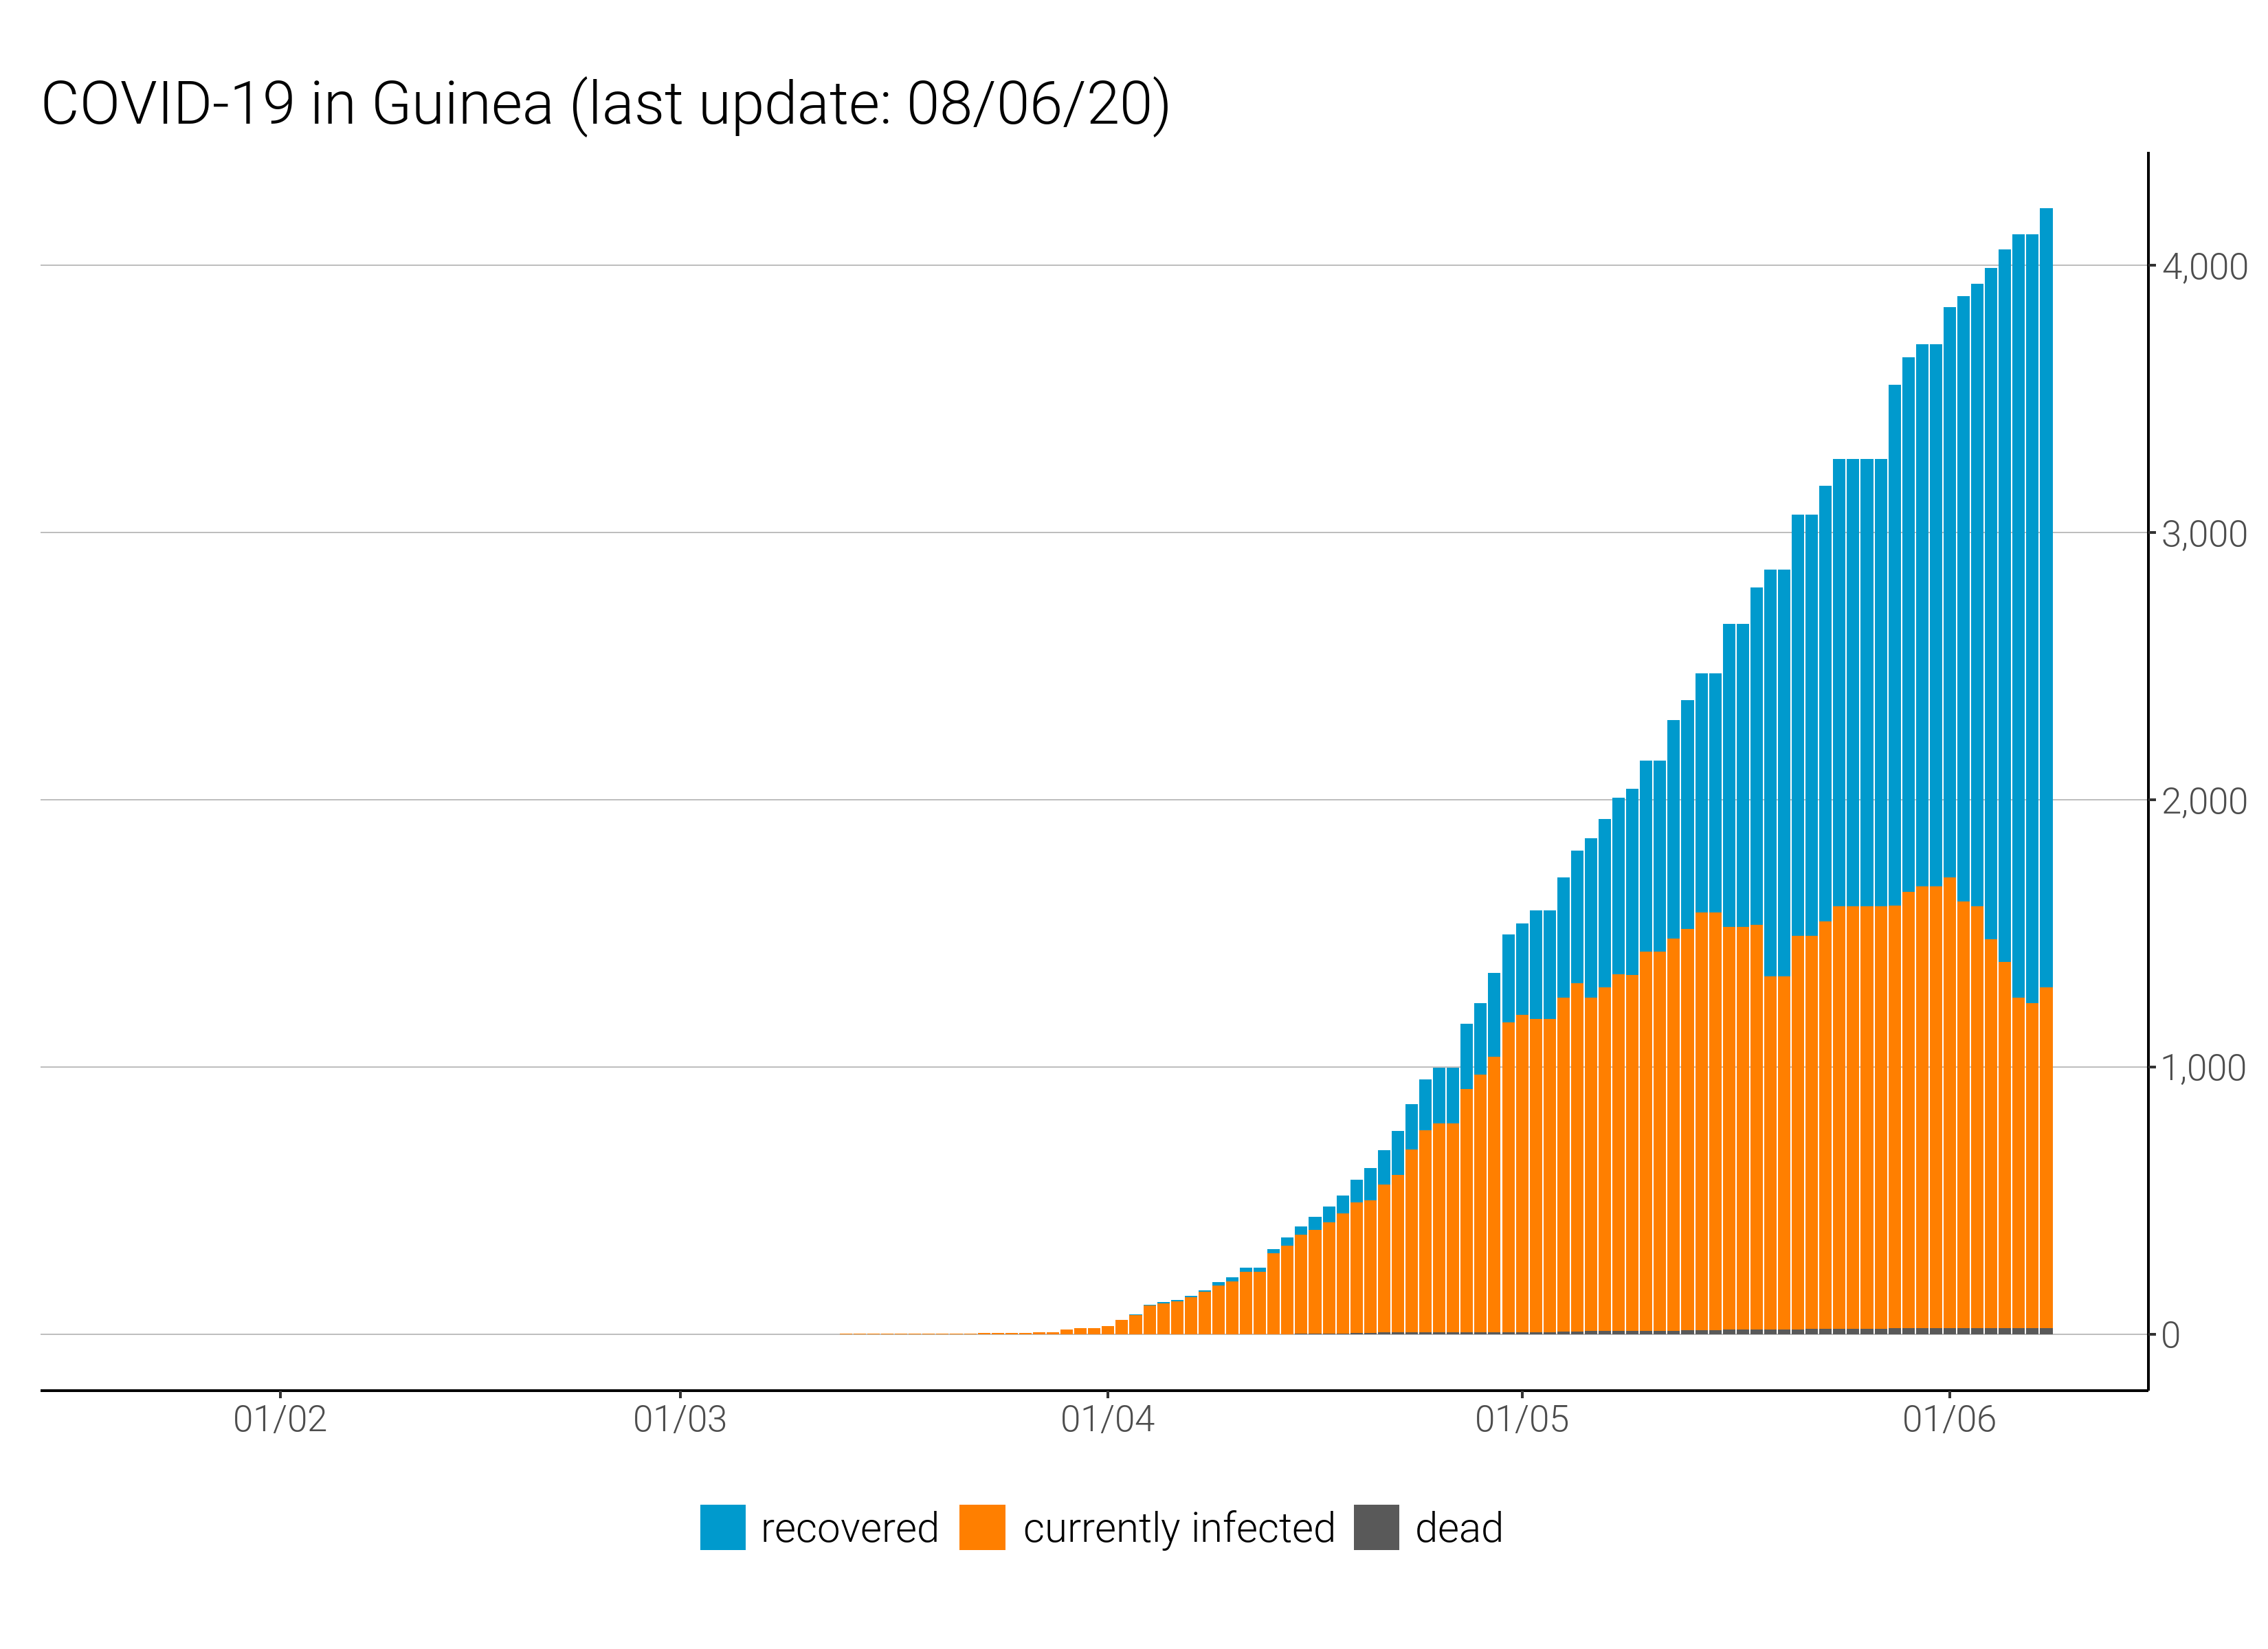 COVID-19 in Guinea (last update: 08/06/20)
4,000
3,000
2,000
1,000
0
01/02 01/03 01/04 01/05 01/06
recovered currently infected dead